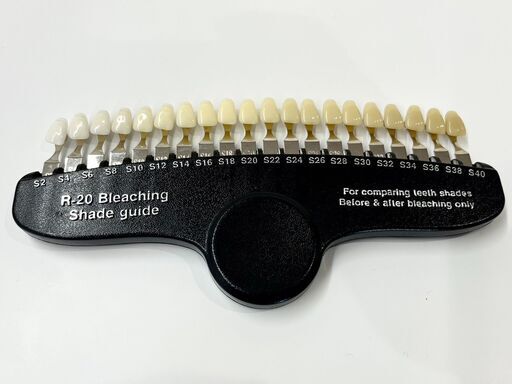 S2 S4 S6 S8 S10 S12 S14 S16 S18 S20 S22 S24 S26 S28 S30 S32 S34 S36 S38 S40
R-20 Bleaching
Shade guide
For comparing teeth shades
Before & after bleaching only